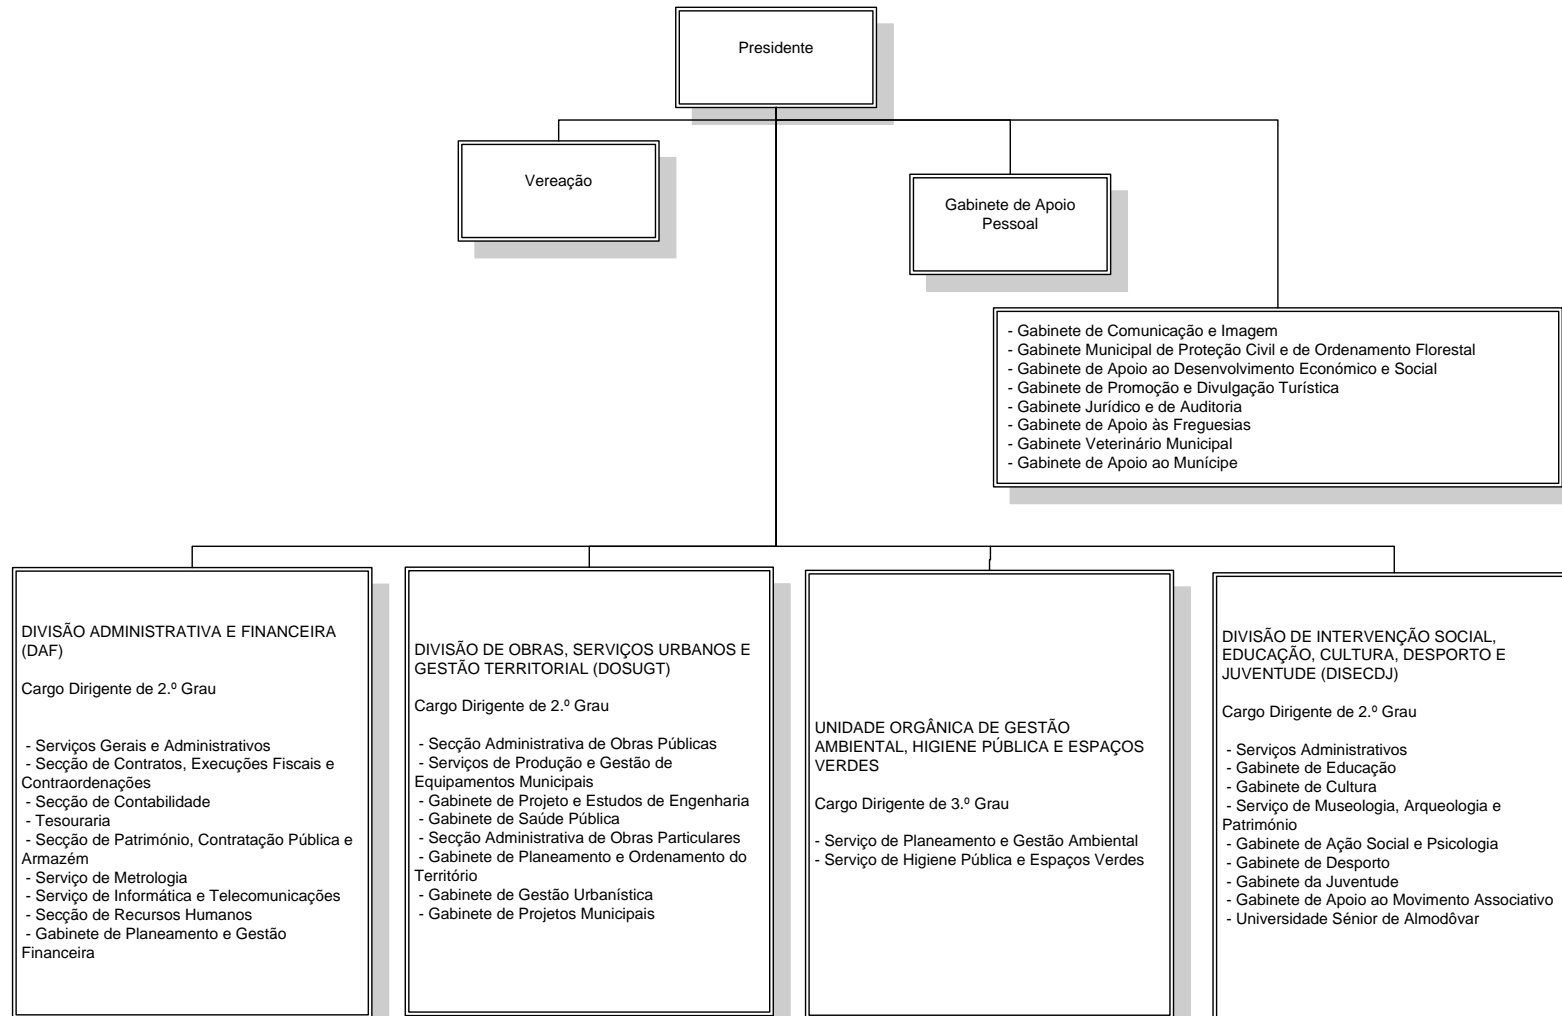 Presidente
Vereação
Gabinete de Apoio
Pessoal
- Gabinete de Comunicação e Imagem
- Gabinete Municipal de Proteção Civil e de Ordenamento Florestal
- Gabinete de Apoio ao Desenvolvimento Económico e Social
- Gabinete de Promoção e Divulgação Turística
- Gabinete Jurídico e de Auditoria
- Gabinete de Apoio às Freguesias
- Gabinete Veterinário Municipal
- Gabinete de Apoio ao Munícipe
DIVISÃO ADMINISTRATIVA E FINANCEIRA
(DAF)
Cargo Dirigente de 2.º Grau
- Serviços Gerais e Administrativos
- Secção de Contratos, Execuções Fiscais e
Contraordenações
- Secção de Contabilidade
- Tesouraria
- Secção de Património, Contratação Pública e
Armazém
- Serviço de Metrologia
- Serviço de Informática e Telecomunicações
- Secção de Recursos Humanos
- Gabinete de Planeamento e Gestão
Financeira
DIVISÃO DE OBRAS, SERVIÇOS URBANOS E
GESTÃO TERRITORIAL (DOSUGT)
Cargo Dirigente de 2.º Grau
- Secção Administrativa de Obras Públicas
- Serviços de Produção e Gestão de
Equipamentos Municipais
- Gabinete de Projeto e Estudos de Engenharia
- Gabinete de Saúde Pública
- Secção Administrativa de Obras Particulares
- Gabinete de Planeamento e Ordenamento do
Território
- Gabinete de Gestão Urbanística
- Gabinete de Projetos Municipais
UNIDADE ORGÂNICA DE GESTÃO
AMBIENTAL, HIGIENE PÚBLICA E ESPAÇOS
VERDES
Cargo Dirigente de 3.º Grau
- Serviço de Planeamento e Gestão Ambiental
- Serviço de Higiene Pública e Espaços Verdes
DIVISÃO DE INTERVENÇÃO SOCIAL,
EDUCAÇÃO, CULTURA, DESPORTO E
JUVENTUDE (DISECDJ)
Cargo Dirigente de 2.º Grau
- Serviços Administrativos
- Gabinete de Educação
- Gabinete de Cultura
- Serviço de Museologia, Arqueologia e
Património
- Gabinete de Ação Social e Psicologia
- Gabinete de Desporto
- Gabinete da Juventude
- Gabinete de Apoio ao Movimento Associativo
- Universidade Sénior de Almodôvar